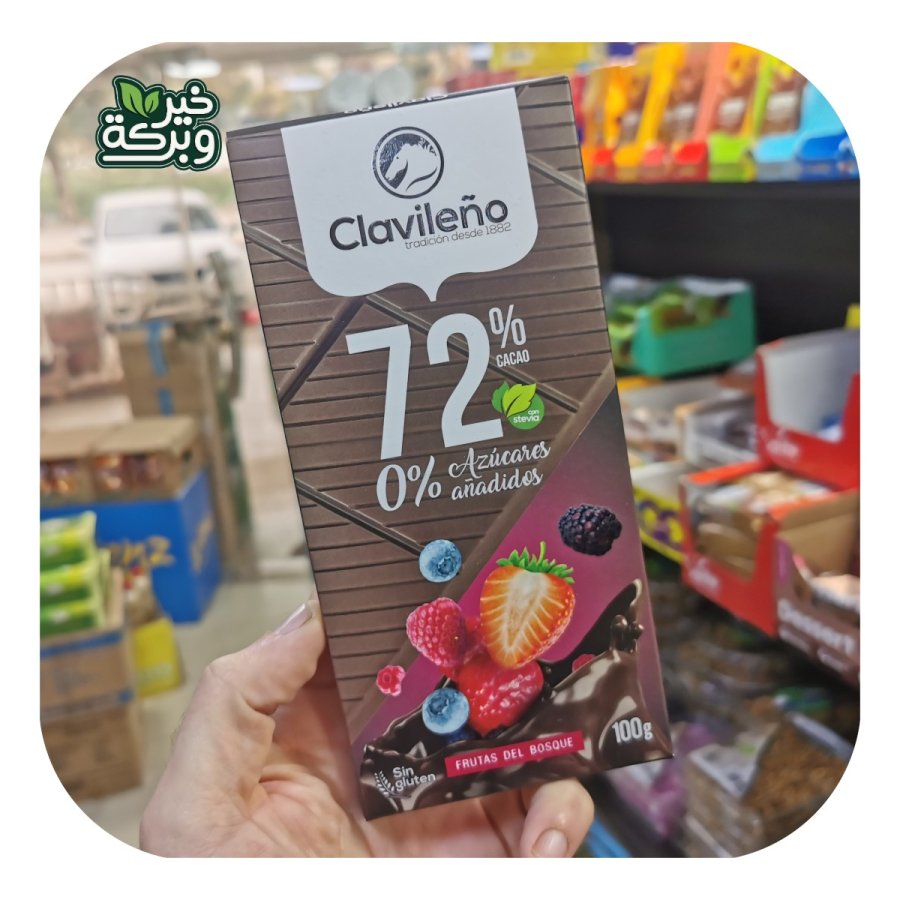 خير
وبركة
Clavileño
tradición desde 1882
72%
CACAO
con
stevia
0% Azúcares
añadidos
FRUTAS DEL BOSQUE
100g
Sin
gluten
Dessert